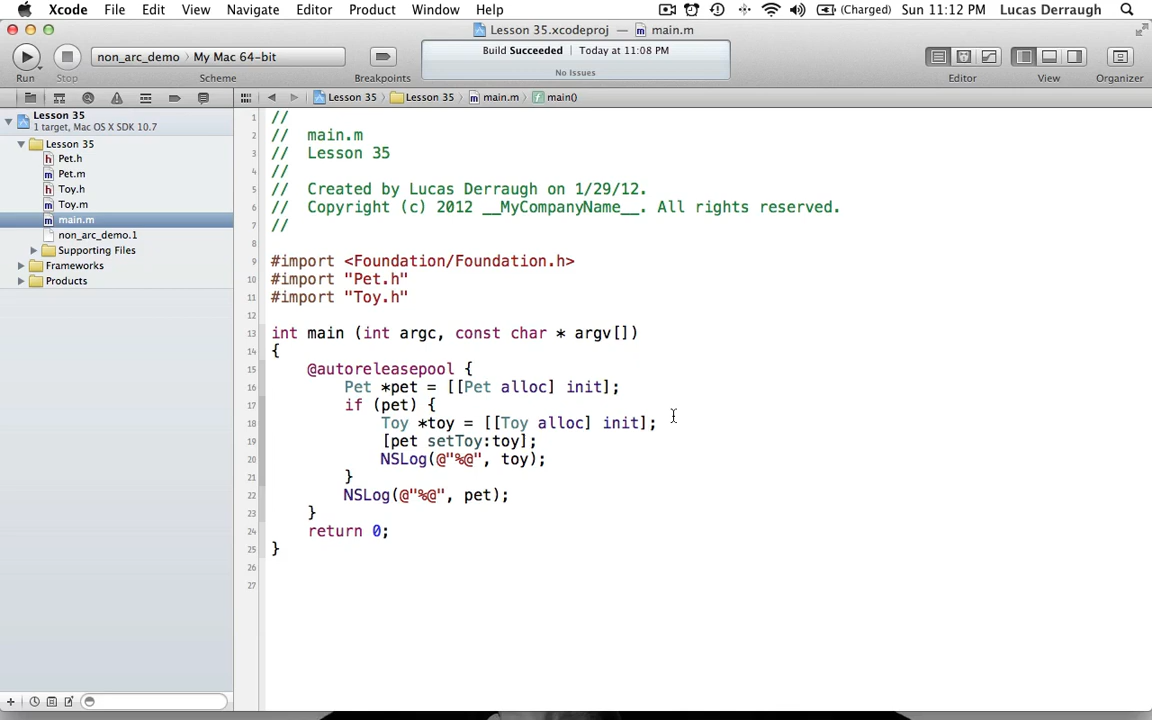 Xcode File Edit View Navigate Editor Product Window Help (Charged) Sun 11:12 PM Lucas Derraugh
Lesson 35.xcodeproj — main.m
non_arc_demo My Mac 64-bit
Build Succeeded Today at 11:08 PM
No Issues
Run Stop Scheme Breakpoints Editor View Organizer
Lesson 35 Lesson 35 main.m main()
Lesson 35
1 target, Mac OS X SDK 10.7
Lesson 35
Pet.h
Pet.m
Toy.h
Toy.m
main.m
non_arc_demo.1
Supporting Files
Frameworks
Products
1 //
2 // main.m
3 // Lesson 35
4 //
5 // Created by Lucas Derraugh on 1/29/12.
6 // Copyright (c) 2012 __MyCompanyName__. All rights reserved.
7 //
8
9 #import <Foundation/Foundation.h>
10 #import "Pet.h"
11 #import "Toy.h"
12
13 int main (int argc, const char * argv[])
14 {
15 @autoreleasepool {
16 Pet *pet = [[Pet alloc] init];
17 if (pet) {
18 Toy *toy = [[Toy alloc] init];
19 [pet setToy:toy];
20 NSLog(@"%@", toy);
21 }
22 NSLog(@"%@", pet);
23 }
24 return 0;
25 }
26
27